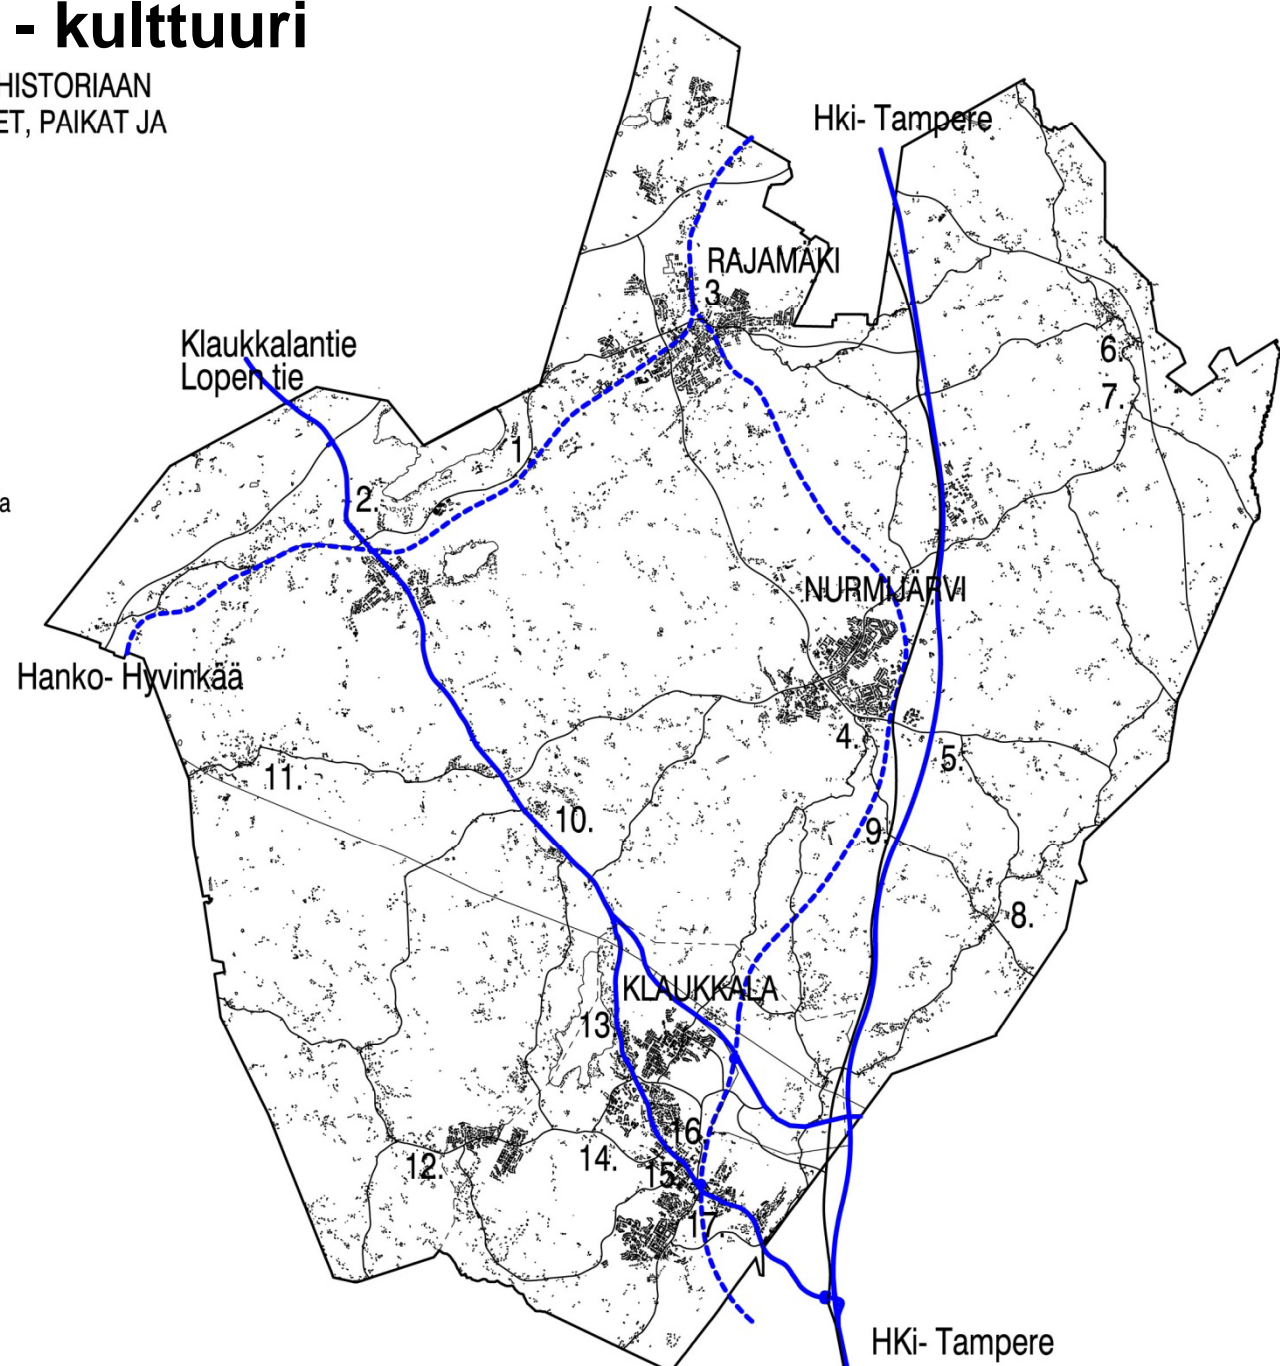 - kulttuuri
HISTORIAAN
ET, PAIKAT JA
Hki- Tampere
RAJAMÄKI
3
Klaukkalantie
Lopen tie
6.
7.
1
2.
a
NURMIJÄRVI
Hanko- Hyvinkää
4.
5.
11.
10.
9.
8.
KLAUKKALA
13
16.
12.
14.
15.
17.
HKi- Tampere